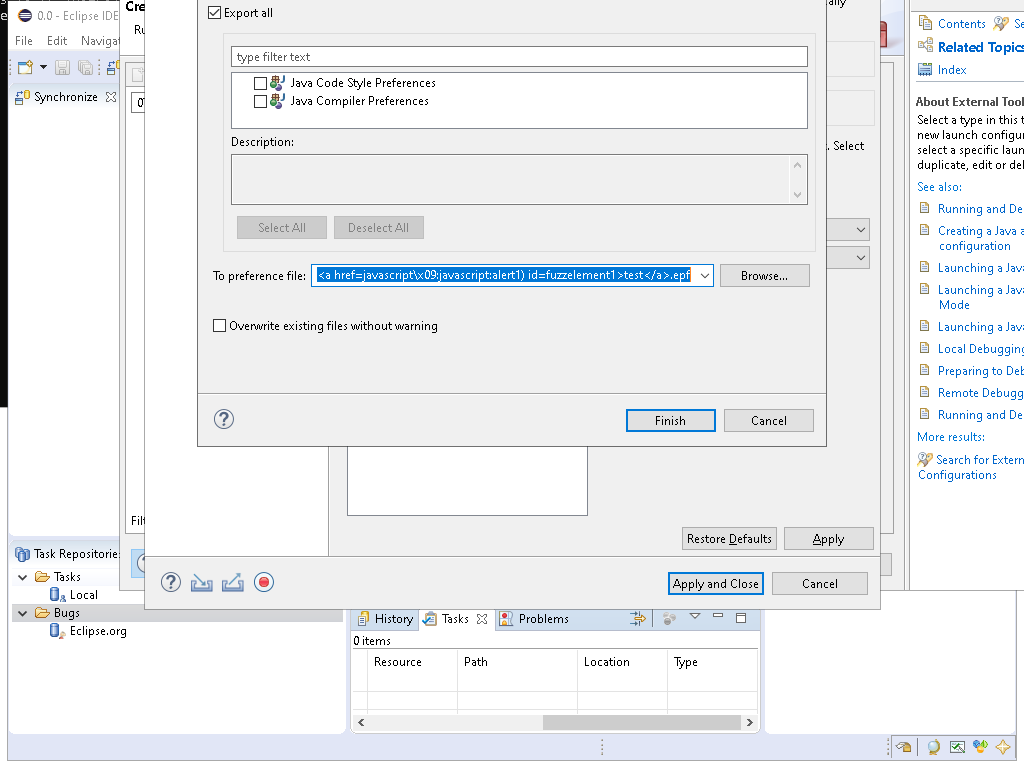 0.0 - Eclipse IDE
File Edit Navigat
Synchronize
Cre
Ru
Export all
type filter text
Java Code Style Preferences
Java Compiler Preferences
Description:
Select All Deselect All
To preference file: <a href=javascript\x09:javascript:alert1) id=fuzzelement1>test</a>.epf Browse...
Overwrite existing files without warning
Finish Cancel
ally
. Select
Filt
Restore Defaults Apply
Apply and Close Cancel
Contents Se
Related Topics
Index
About External Tool
Select a type in this t
new launch configur
select a specific laun
duplicate, edit or del
See also:
Running and De
Creating a Java a
configuration
Launching a Java
Launching a Java
Mode
Launching a Java
Local Debugging
Preparing to Deb
Remote Debugg
Running and De
More results:
Search for Extern
Configurations
Task Repositorie
Tasks
Local
Bugs
Eclipse.org
History Tasks Problems
0 items
Resource Path Location Type